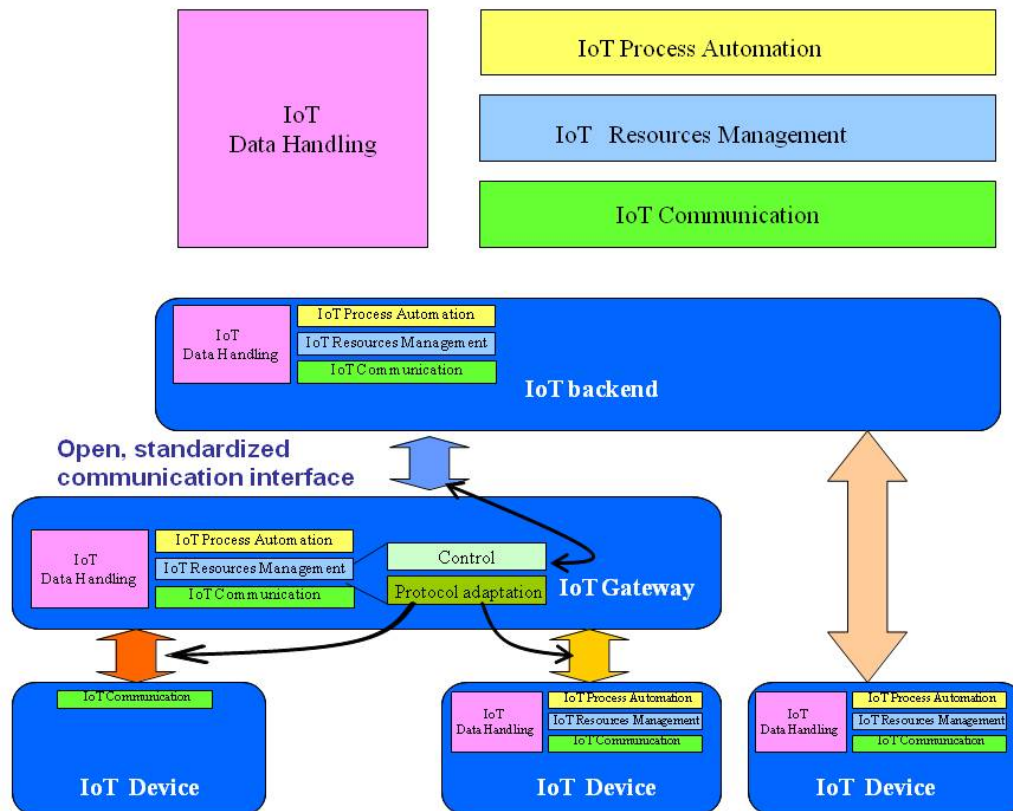 IoT
Data Handling
IoT Process Automation
IoT Resources Management
IoT Communication
IoT
Data Handling
IoT Process Automation
IoT Resources Management
IoT Communication
IoT backend
Open, standardized
communication interface
IoT
Data Handling
IoT Process Automation
IoT Resources Management
IoT Communication
Control
Protocol adaptation
IoT Gateway
IoT Communication
IoT Device
IoT
Data Handling
IoT Process Automation
IoT Resources Management
IoT Communication
IoT Device
IoT
Data Handling
IoT Process Automation
IoT Resources Management
IoT Communication
IoT Device